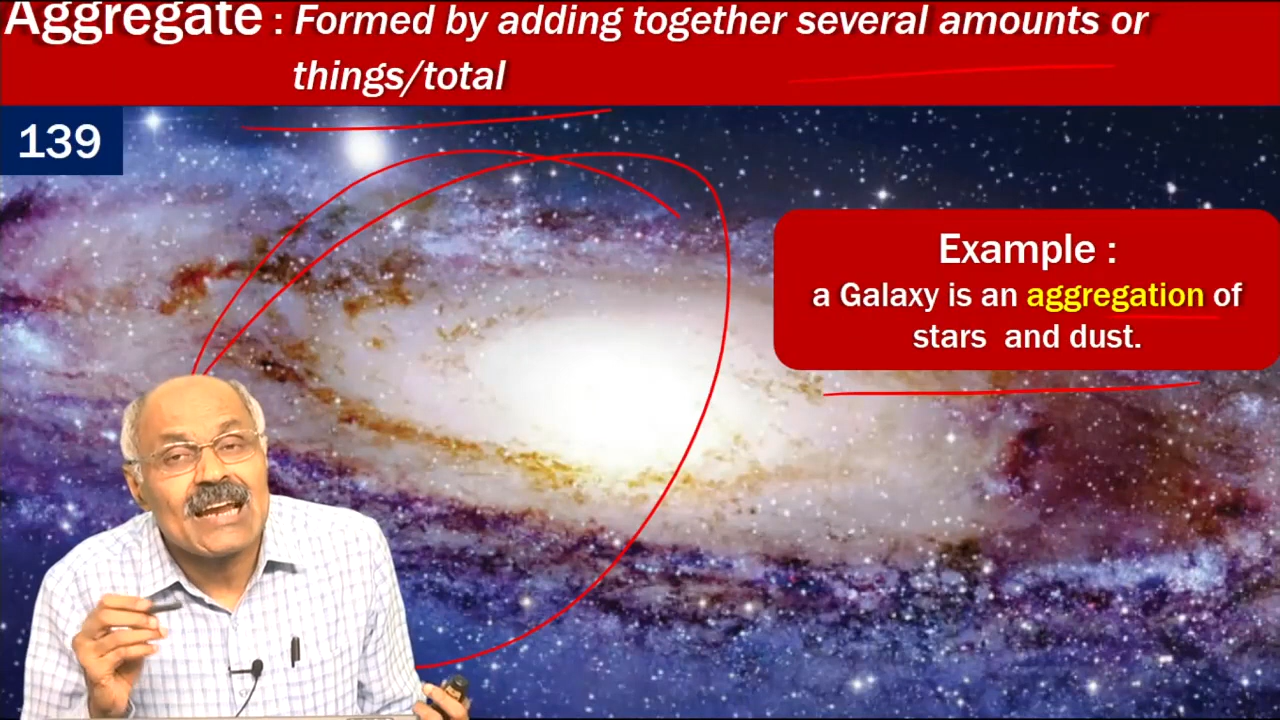 Aggregate : Formed by adding together several amounts or
things/total
139
Example :
a Galaxy is an aggregation of
stars and dust.